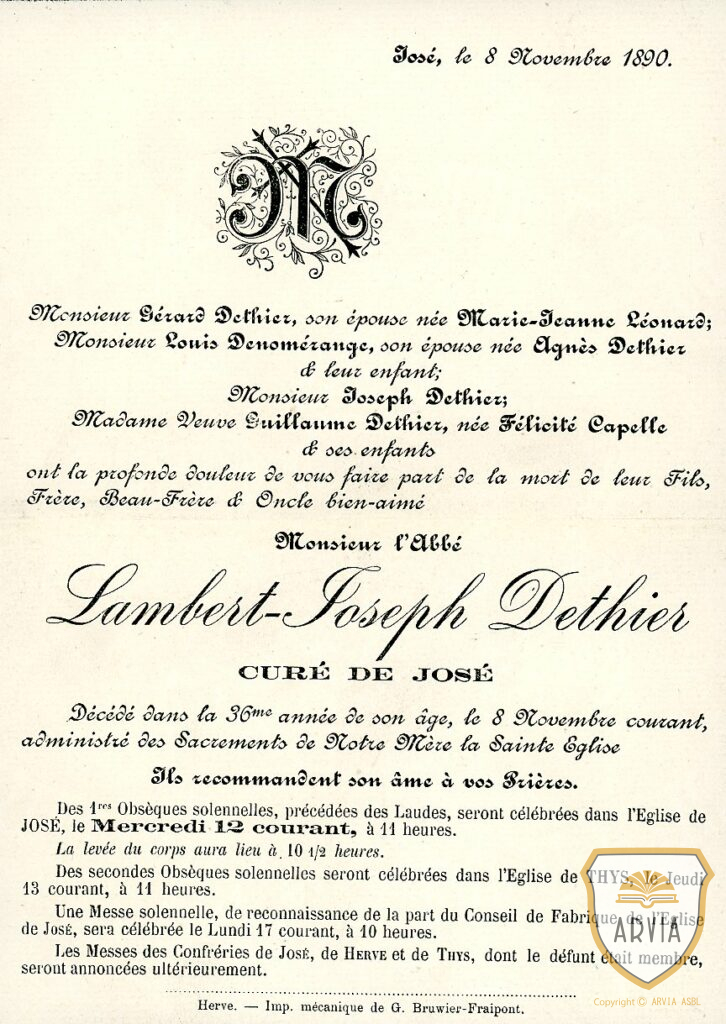 José, le 8 Novembre 1890.
M
Monsieur Gérard Dethier, son épouse née Marie-Jeanne Léonard;
Monsieur Louis Denomérange, son épouse née Agnès Dethier
& leur enfant;
Monsieur Joseph Dethier;
Madame Veuve Guillaume Dethier, née Félicité Capelle
& ses enfants
ont la profonde douleur de vous faire part de la mort de leur Fils,
Frère, Beau-Frère & Oncle bien-aimé
Monsieur l'Abbé
Lambert-Joseph Dethier
CURÉ DE JOSÉ
Décédé dans la 36me année de son âge, le 8 Novembre courant,
administré des Sacrements de Notre Mère la Sainte Eglise
Ils recommandent son âme à vos Prières.
Des 1res Obsèques solennelles, précédées des Laudes, seront célébrées dans l'Eglise de
JOSÉ, le Mercredi 12 courant, à 11 heures.
La levée du corps aura lieu à 10 1/2 heures.
Des secondes Obsèques solennelles seront célébrées dans l'Eglise de THYS, le Jeudi
13 courant, à 11 heures.
Une Messe solennelle, de reconnaissance de la part du Conseil de Fabrique de l'Eglise
de José, sera célébrée le Lundi 17 courant, à 10 heures.
Les Messes des Confréries de José, de HERVE et de THYS, dont le défunt était membre,
seront annoncées ultérieurement.
Herve. — Imp. mécanique de G. Bruwier-Fraipont.
ARVIA
Copyright © ARVIA ASBL